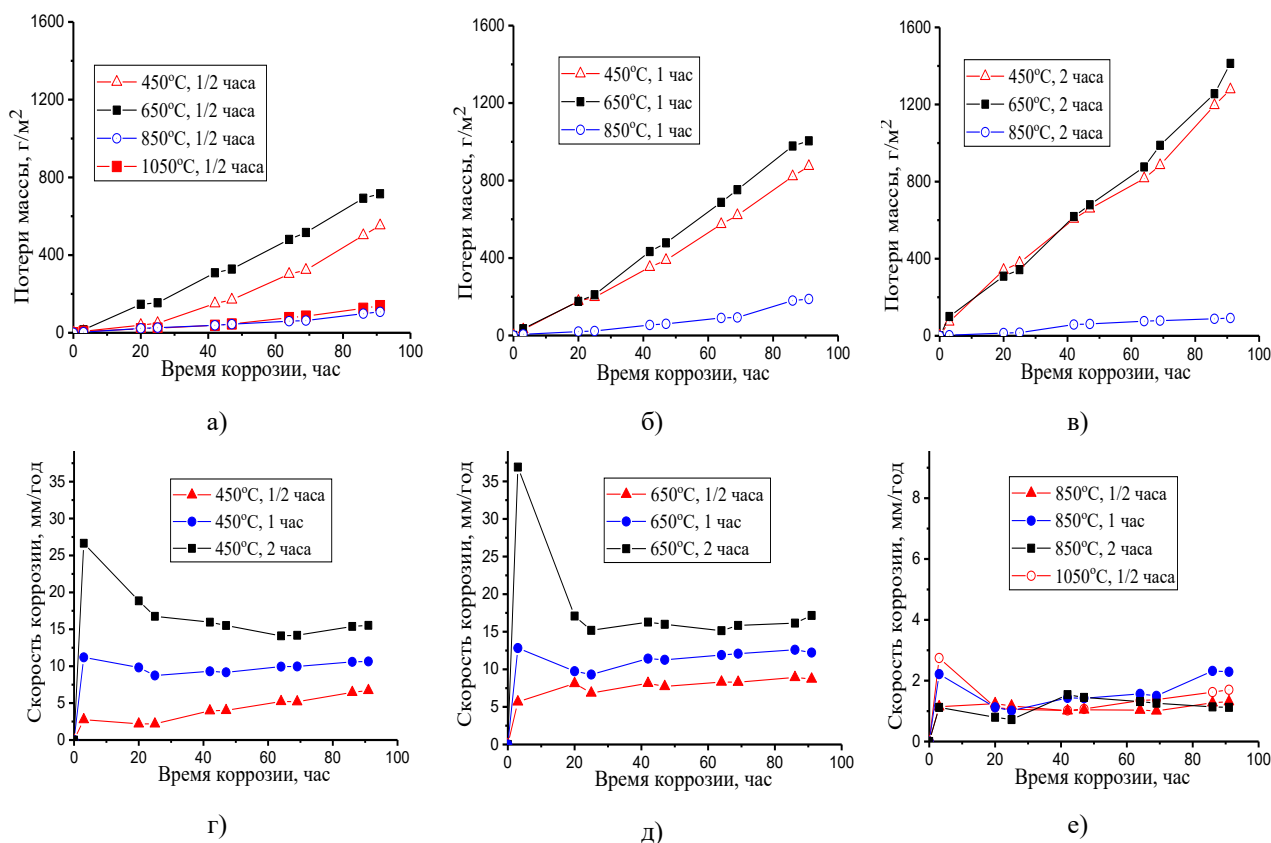 Потери массы, г/м²
1600
1200
800
400
0
450°C, 1/2 часа
650°C, 1/2 часа
850°C, 1/2 часа
1050°C, 1/2 часа
0 20 40 60 80 100
Время коррозии, час
а)
Потери массы, г/м²
1600
1200
800
400
0
450°C, 1 час
650°C, 1 час
850°C, 1 час
0 20 40 60 80 100
Время коррозии, час
б)
Потери массы, г/м²
1600
1200
800
400
0
450°C, 2 часа
650°C, 2 часа
850°C, 2 часа
0 20 40 60 80 100
Время коррозии, час
в)
Скорость коррозии, мм/год
35
30
25
20
15
10
5
0
450°C, 1/2 часа
450°C, 1 час
450°C, 2 часа
0 20 40 60 80 100
Время коррозии, час
г)
Скорость коррозии, мм/год
35
30
25
20
15
10
5
0
650°C, 1/2 часа
650°C, 1 час
650°C, 2 часа
0 20 40 60 80 100
Время коррозии, час
д)
Скорость коррозии, мм/год
8
6
4
2
0
850°C, 1/2 часа
850°C, 1 час
850°C, 2 часа
1050°C, 1/2 часа
0 20 40 60 80 100
Время коррозии, час
е)